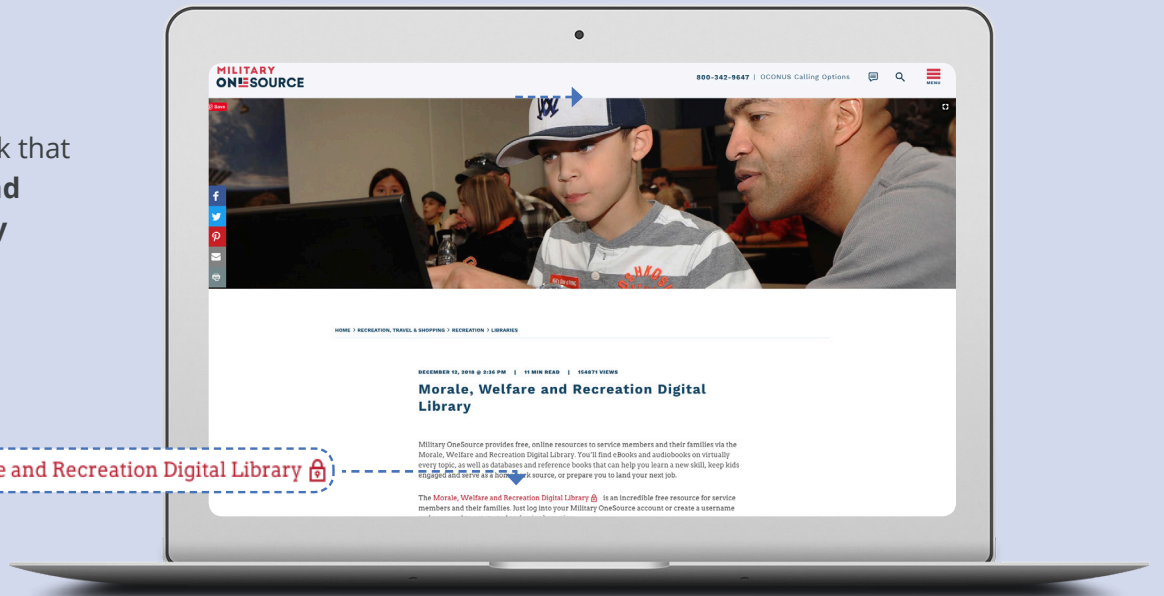 k that
d
y
MILITARY
ONESOURCE
800-342-9647 | OCONUS Calling Options
MENU
Save
HOME > RECREATION, TRAVEL & SHOPPING > RECREATION > LIBRARIES
DECEMBER 12, 2018 @ 2:36 PM | 11 MIN READ | 154871 VIEWS
Morale, Welfare and Recreation Digital
Library
Military OneSource provides free, online resources to service members and their families via the
Morale, Welfare and Recreation Digital Library. You'll find eBooks and audiobooks on virtually
every topic, as well as databases and reference books that can help you learn a new skill, keep kids
engaged and serve as a homework source, or prepare you to land your next job.
e and Recreation Digital Library
The Morale, Welfare and Recreation Digital Library is an incredible free resource for service
members and their families. Just log into your Military OneSource account or create a username